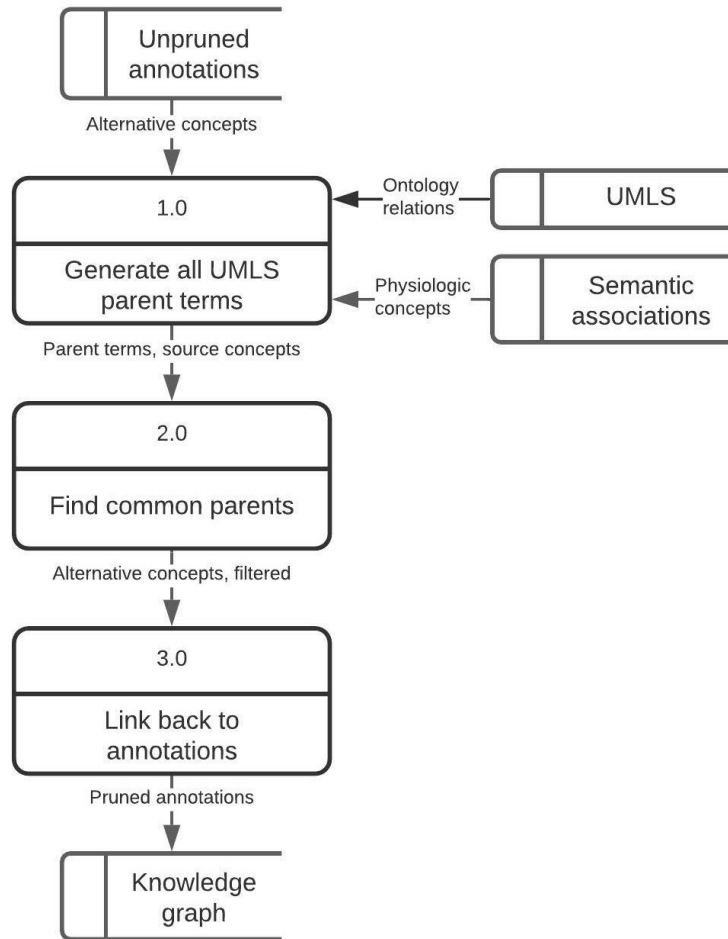 Unpruned
annotations
Alternative concepts
1.0
Generate all UMLS
parent terms
Ontology
relations
UMLS
Physiologic
concepts
Semantic
associations
Parent terms, source concepts
2.0
Find common parents
Alternative concepts, filtered
3.0
Link back to
annotations
Pruned annotations
Knowledge
graph